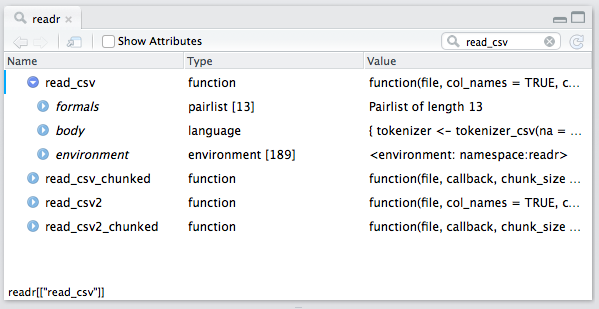 readr
Show Attributes
read_csv
Name Type Value
read_csv function function(file, col_names = TRUE, c...
formals pairlist [13] Pairlist of length 13
body language { tokenizer <- tokenizer_csv(na = ...
environment environment [189] <environment: namespace:readr>
read_csv_chunked function function(file, callback, chunk_size ...
read_csv2 function function(file, col_names = TRUE, c...
read_csv2_chunked function function(file, callback, chunk_size ...
readr[["read_csv"]]